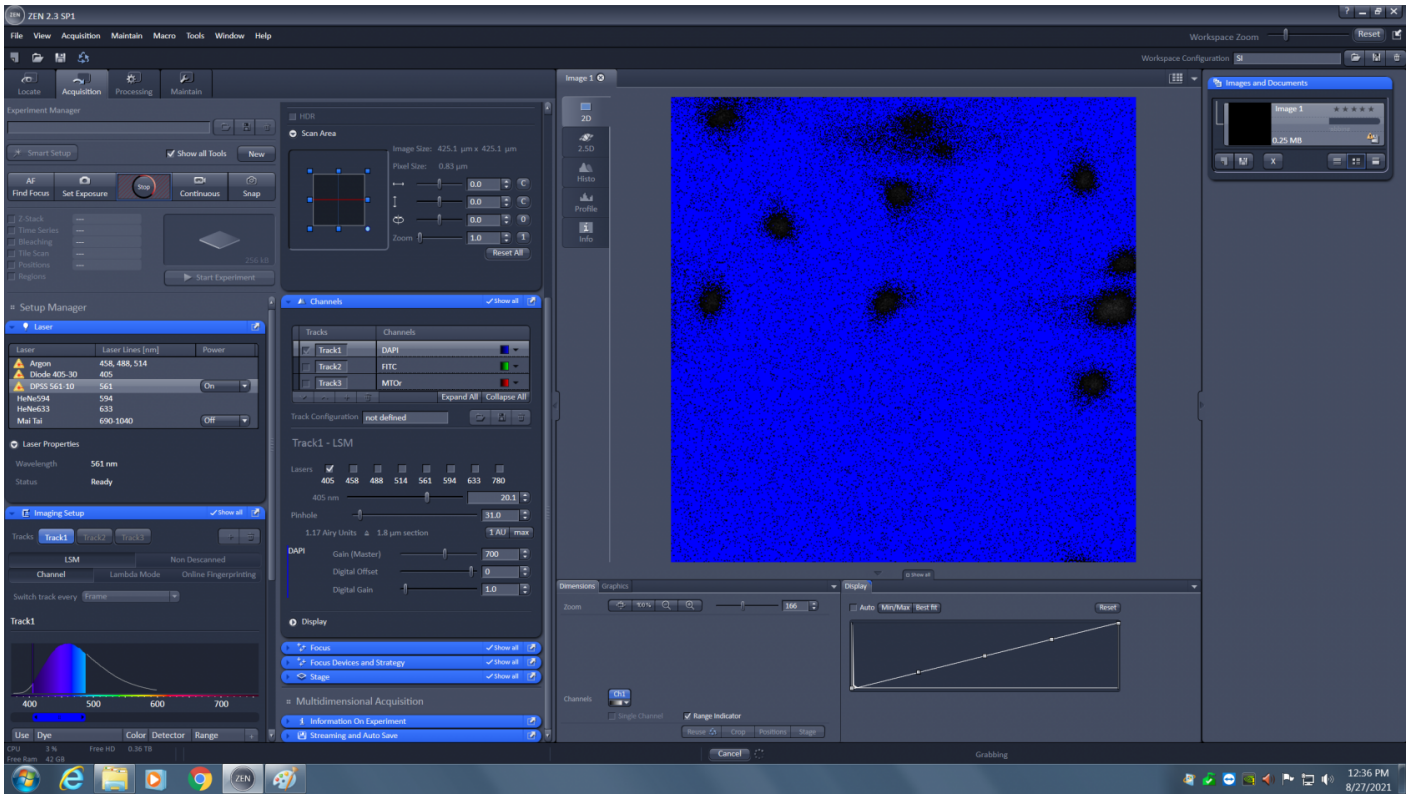 ZEN 2.3 SP1
File View Acquisition Maintain Macro Tools Window Help
Workspace Zoom Reset
Workspace Configuration SI
Locate Acquisition Processing Maintain
Experiment Manager
Smart Setup Show all Tools New
AF
Find Focus Set Exposure Stop Continuous Snap
Z-Stack
Time Series
Bleaching
Tile Scan
Positions
Regions
256 kB
Start Experiment
Setup Manager
Laser
Laser Laser Lines [nm] Power
Argon 458, 488, 514
Diode 405-30 405
DPSS 561-10 561 On
HeNe594 594
HeNe633 633
Mai Tai 690-1040 Off
Laser Properties
Wavelength 561 nm
Status Ready
Imaging Setup Show all
Tracks Track1 Track2 Track3
LSM Non Descanned
Channel Lambda Mode Online Fingerprinting
Switch track every Frame
Track1
400 500 600 700
Use Dye Color Detector Range
HDR
Scan Area
Image Size: 425.1 µm x 425.1 µm
Pixel Size: 0.83 µm
0.0 C
0.0 C
0.0 0
Zoom 1.0 1
Reset All
Channels Show all
Tracks Channels
Track1 DAPI
Track2 FITC
Track3 MTOr
Expand All Collapse All
Track Configuration not defined
Track1 - LSM
Lasers
405 458 488 514 561 594 633 780
405 nm 20.1
Pinhole 31.0
1.17 Airy Units ≙ 1.8 µm section 1 AU max
DAPI Gain (Master) 700
Digital Offset 0
Digital Gain 1.0
Display
Focus Show all
Focus Devices and Strategy Show all
Stage Show all
Multidimensional Acquisition
Information On Experiment
Streaming and Auto Save
Image 1
2D
2.5D
Histo
Profile
Info
Show all
Dimensions Graphics
Zoom 166
Channels Ch1
Single Channel Range Indicator
Reuse Crop Positions Stage
Display
Auto Min/Max Best fit Reset
Images and Documents
Image 1
0.25 MB
CPU 3 % Free HD 0.36 TB
Free Ram 42 GB
Cancel Grabbing
ZEN
12:36 PM
8/27/2021